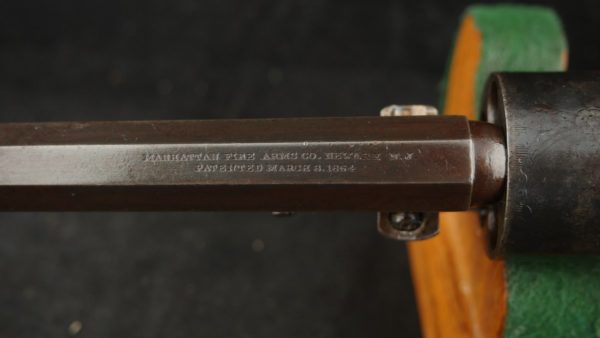 MANHATTAN FIRE ARMS CO. NEWARK N.J
PATENTED MARCH 8, 1864